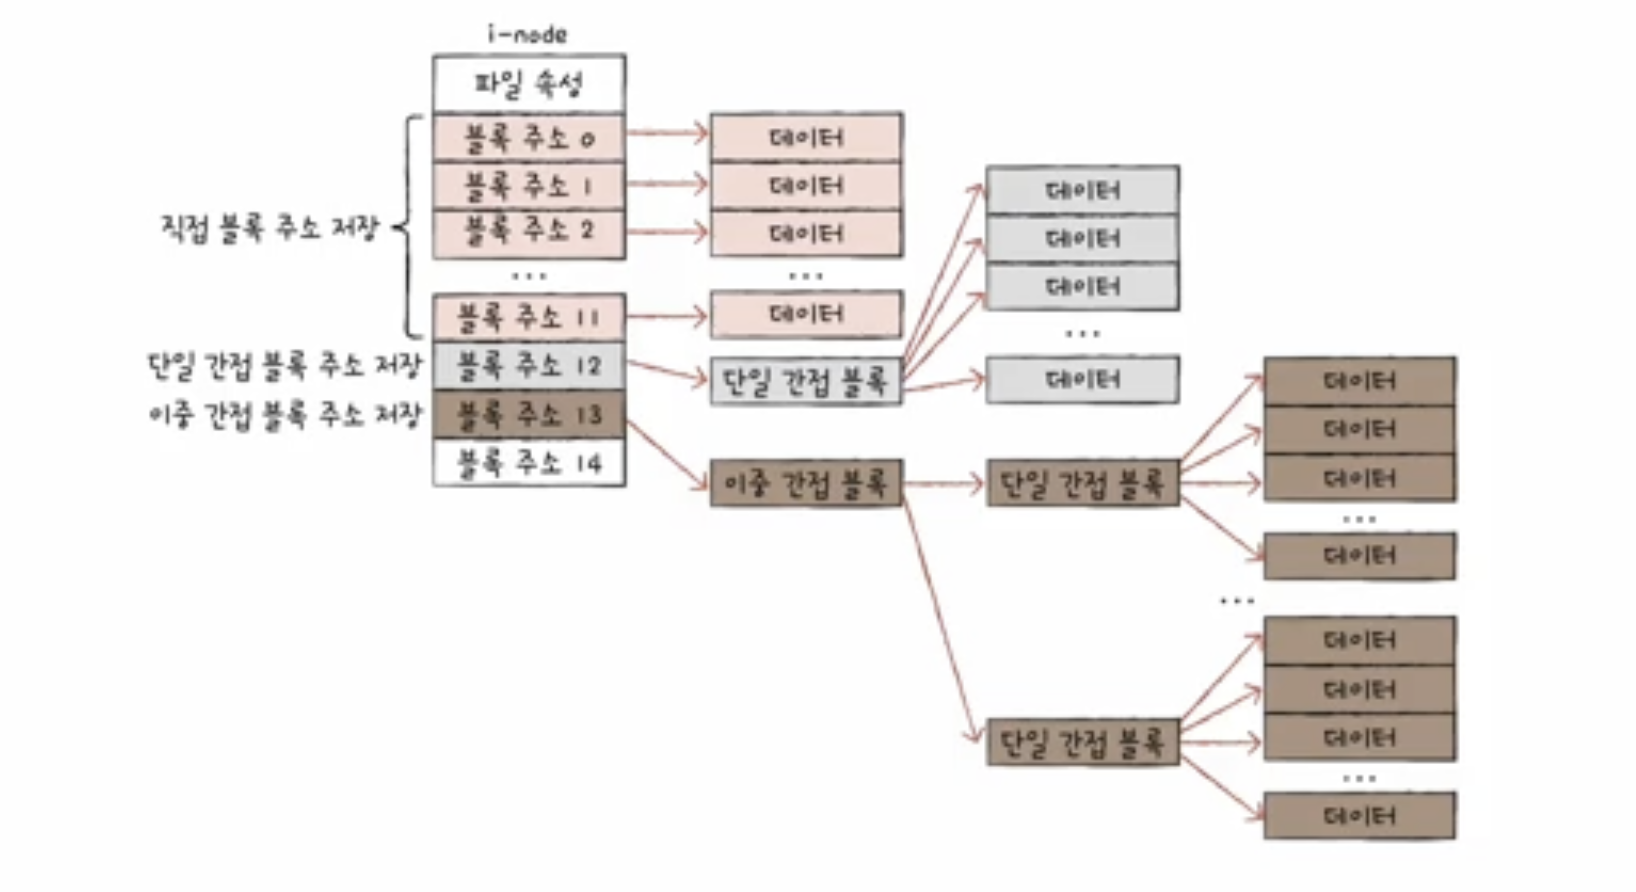 i-node
파일 속성
블록 주소 0
블록 주소 1
블록 주소 2
...
블록 주소 11
블록 주소 12
블록 주소 13
블록 주소 14
직접 블록 주소 저장
단일 간접 블록 주소 저장
이중 간접 블록 주소 저장
데이터
데이터
데이터
...
데이터
단일 간접 블록
이중 간접 블록
데이터
데이터
데이터
...
데이터
단일 간접 블록
단일 간접 블록
데이터
데이터
데이터
...
데이터
...
데이터
데이터
데이터
...
데이터